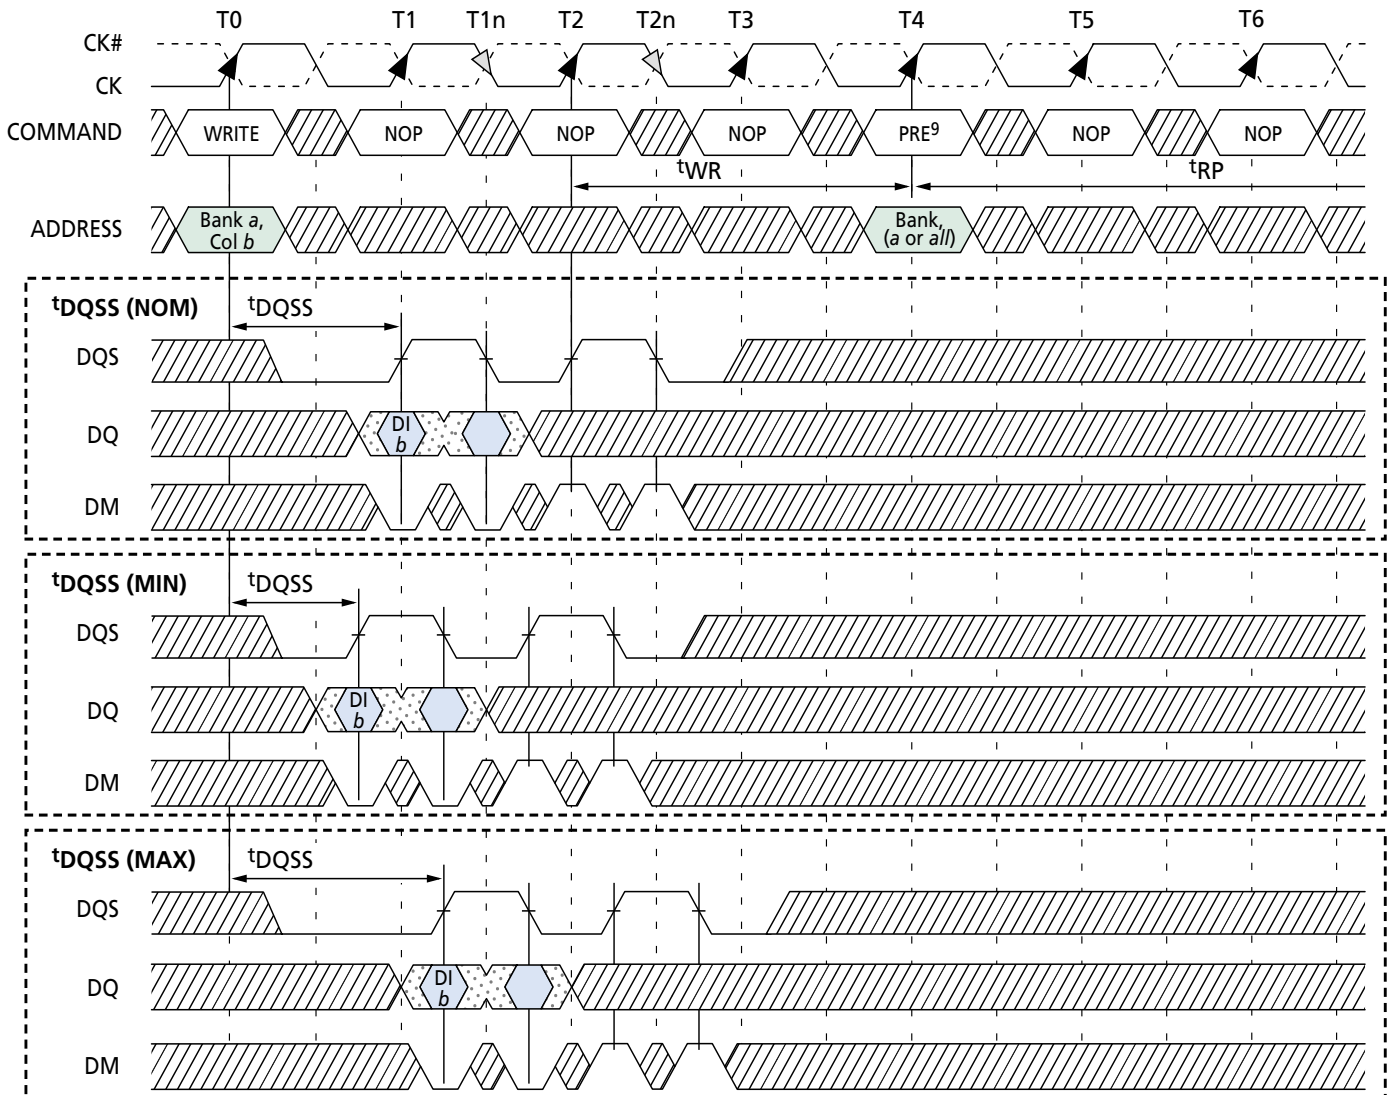 T0 T1 T1n T2 T2n T3 T4 T5 T6
CK#
CK
COMMAND WRITE NOP NOP NOP PRE9 NOP NOP
tWR tRP
ADDRESS Bank a, Col b Bank, (a or all)
tDQSS (NOM) tDQSS
DQS
DQ DI b
DM
tDQSS (MIN) tDQSS
DQS
DQ DI b
DM
tDQSS (MAX) tDQSS
DQS
DQ DI b
DM